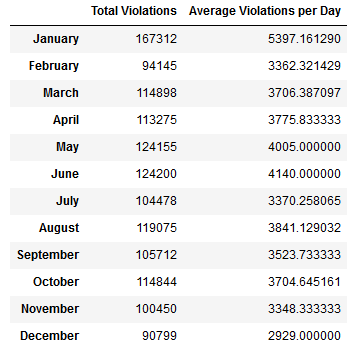 Total Violations Average Violations per Day
January 167312 5397.161290
February 94145 3362.321429
March 114898 3706.387097
April 113275 3775.833333
May 124155 4005.000000
June 124200 4140.000000
July 104478 3370.258065
August 119075 3841.129032
September 105712 3523.733333
October 114844 3704.645161
November 100450 3348.333333
December 90799 2929.000000